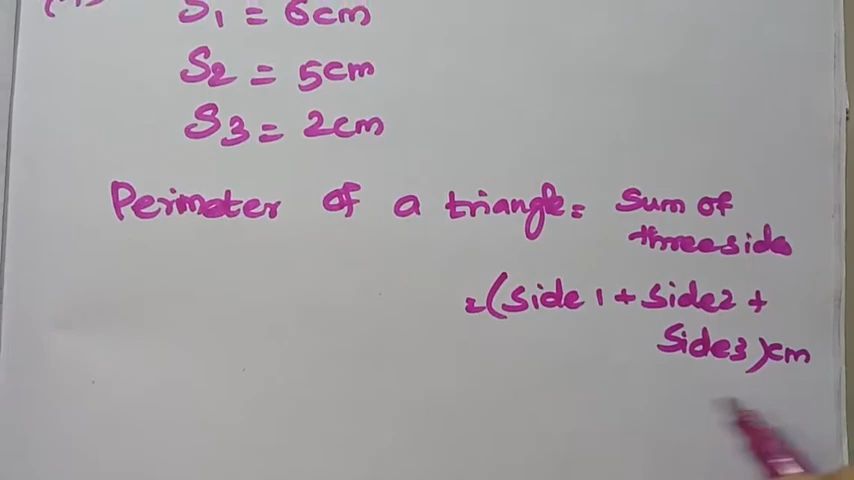 S1 = 6cm
S2 = 5cm
S3 = 2cm
Perimeter of a triangle = Sum of
three side
= (Side 1 + Side2 +
Side3) cm